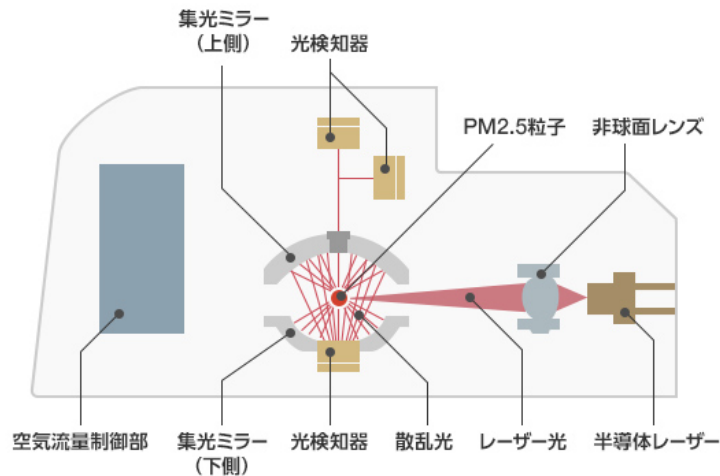 集光ミラー
（上側）
光検知器
PM2.5粒子
非球面レンズ
空気流量制御部
集光ミラー
（下側）
光検知器
散乱光
レーザー光
半導体レーザー